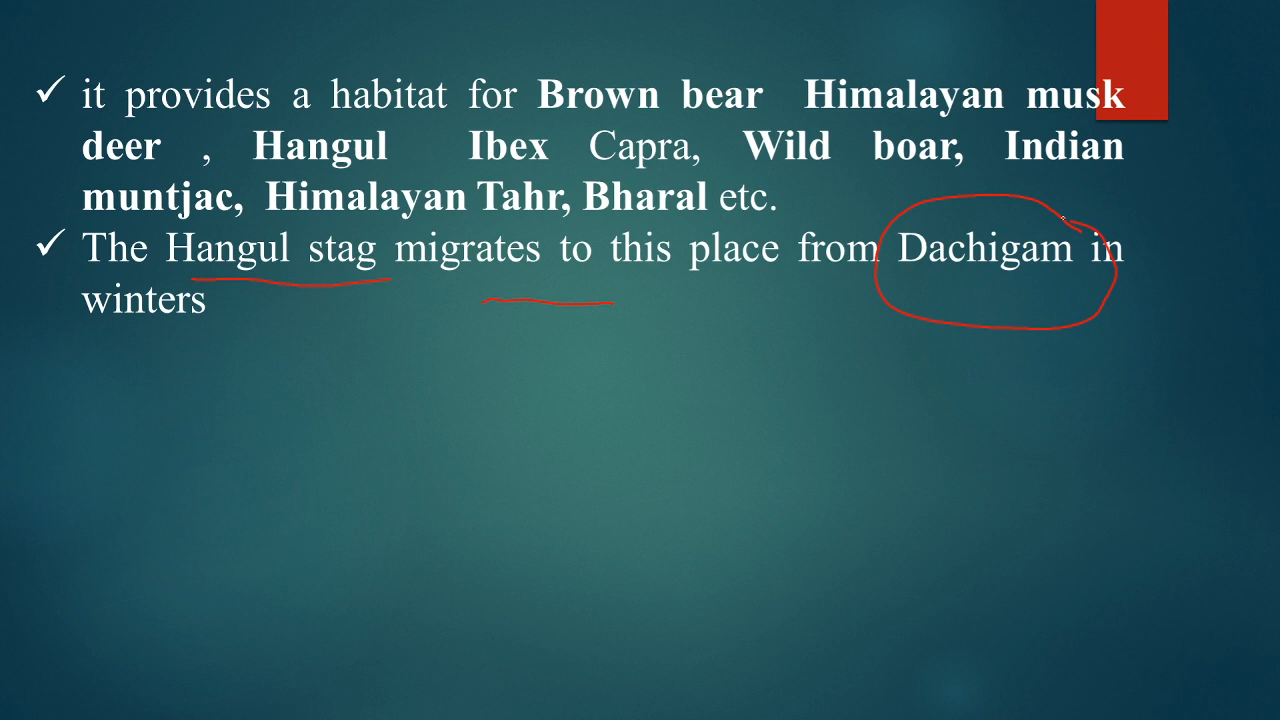 ✓ it provides a habitat for Brown bear Himalayan musk
deer , Hangul Ibex Capra, Wild boar, Indian
muntjac, Himalayan Tahr, Bharal etc.
✓ The Hangul stag migrates to this place from Dachigam in
winters